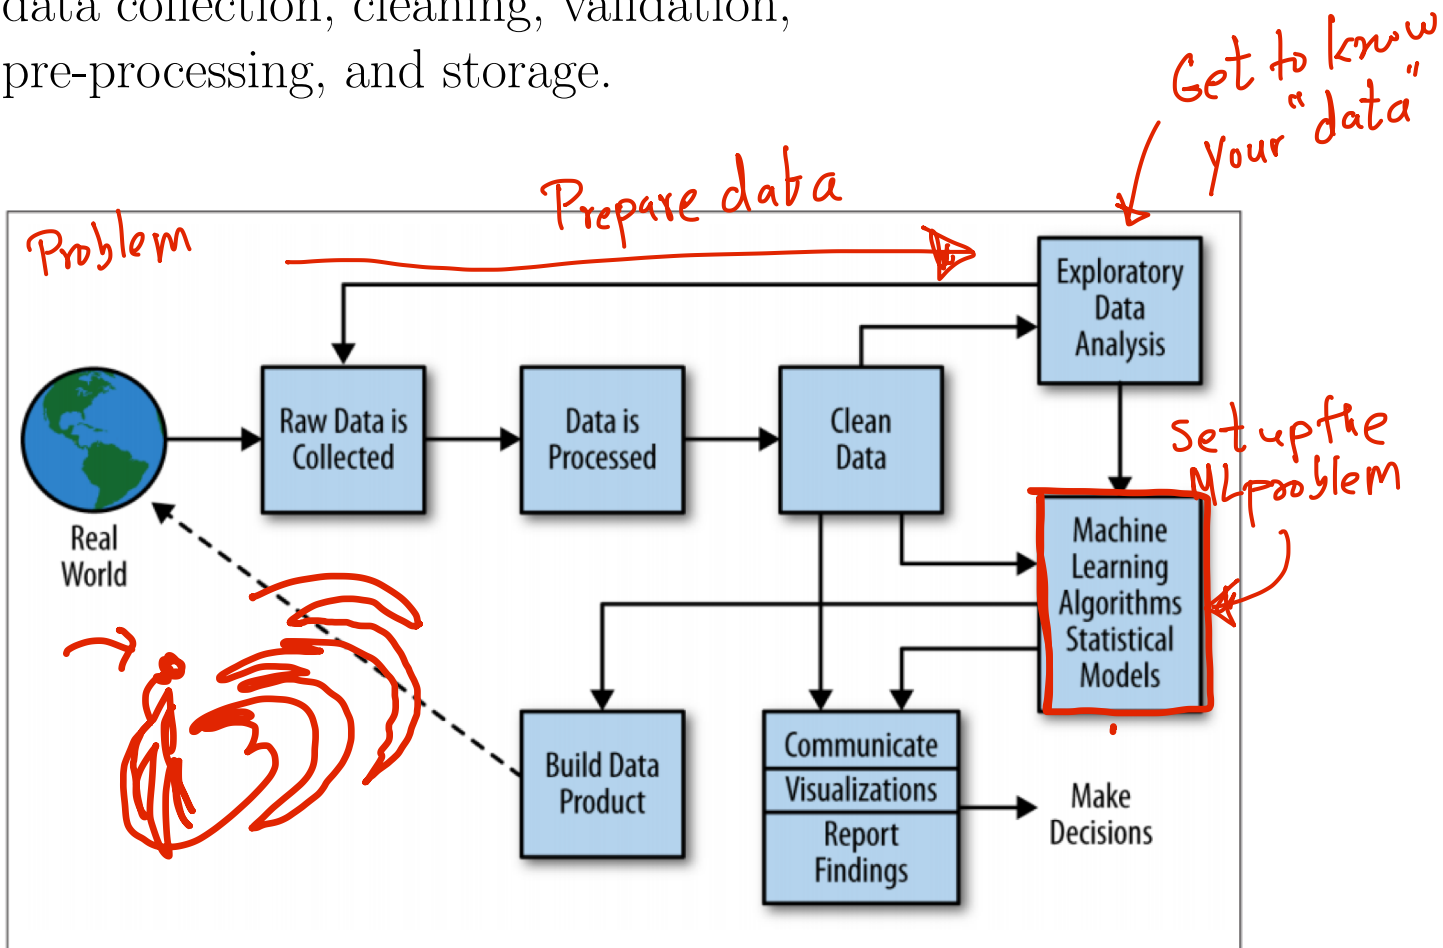 data collection, cleaning, validation,
pre-processing, and storage.
Get to know
your "data"
Prepare data
Problem
Exploratory
Data
Analysis
Raw Data is
Collected
Data is
Processed
Clean
Data
Set up the
ML problem
Real
World
Machine
Learning
Algorithms
Statistical
Models
Build Data
Product
Communicate
Visualizations
Report
Findings
Make
Decisions